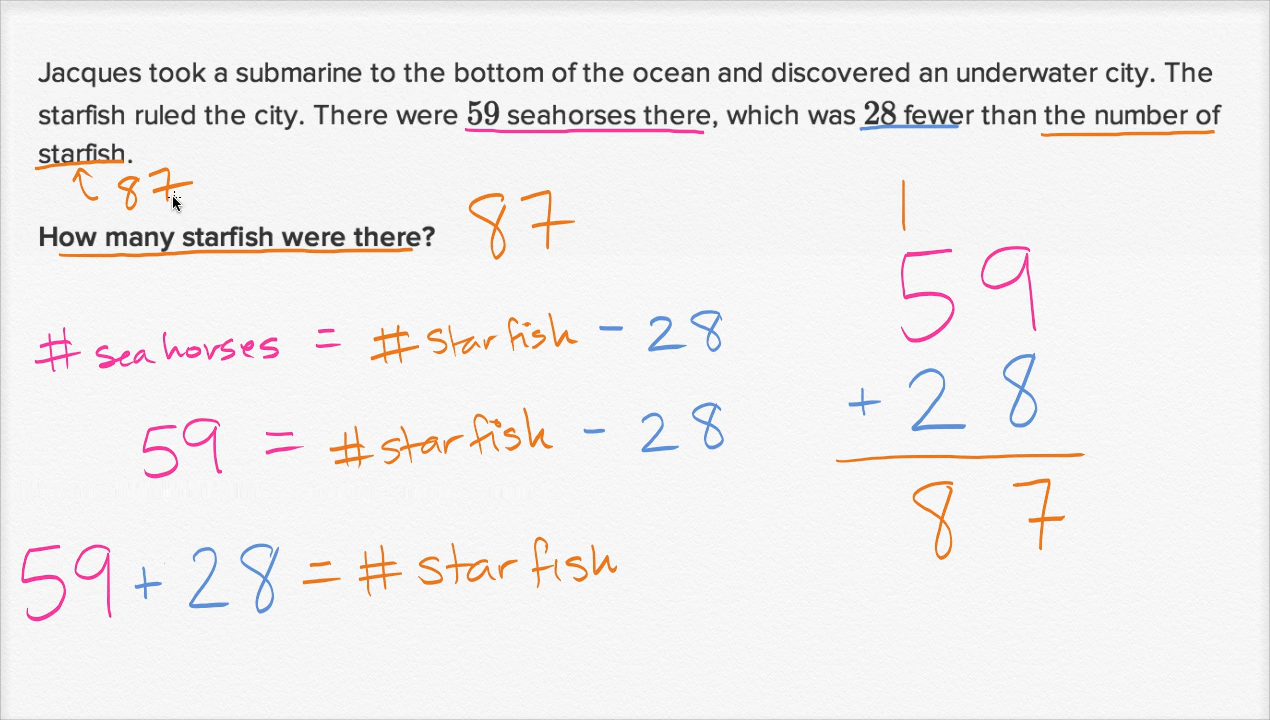 Jacques took a submarine to the bottom of the ocean and discovered an underwater city. The
starfish ruled the city. There were 59 seahorses there, which was 28 fewer than the number of
starfish.
87
How many starfish were there? 87
# seahorses = # starfish - 28
59 = # starfish - 28
59 + 28 = # starfish
1
59
+ 28
87